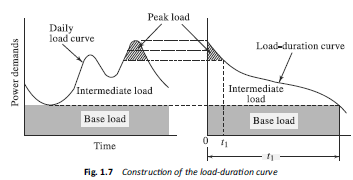 Peak load
Daily
load curve
Load-duration curve
Power demands
Intermediate load
Intermediate
load
Base load
Base load
0
t1
Time
t1
Fig. 1.7 Construction of the load-duration curve